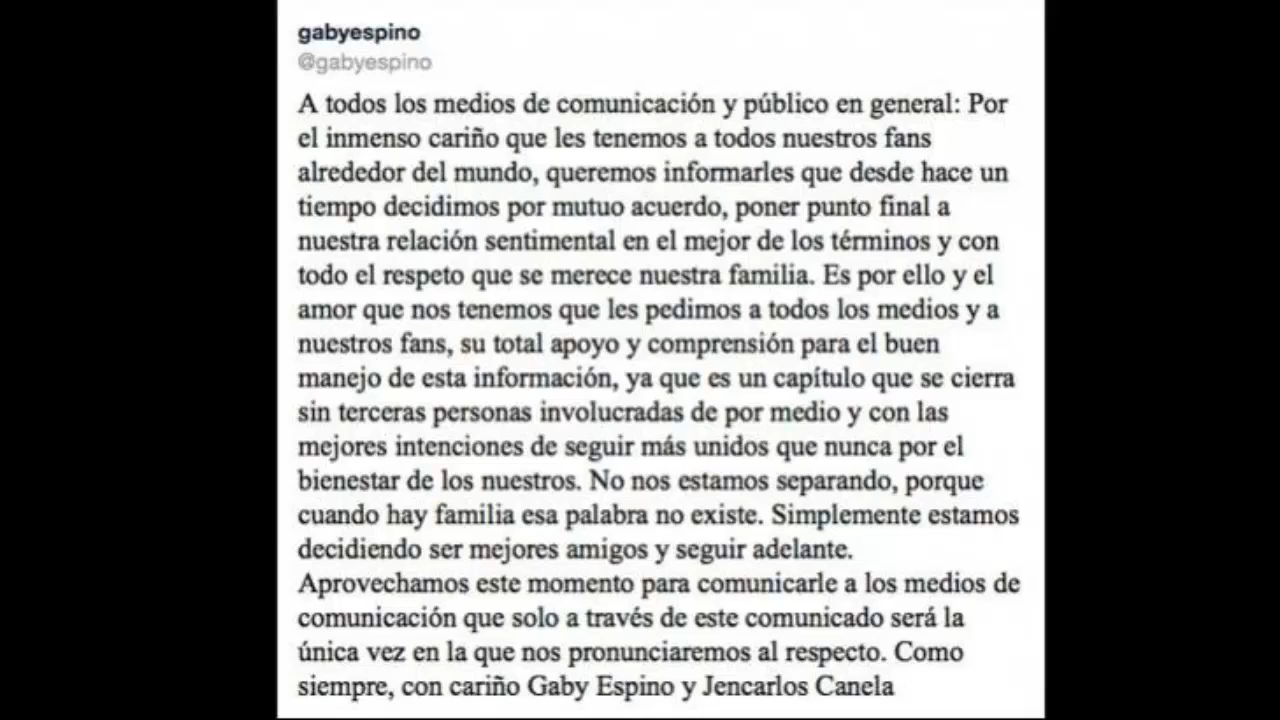 gabyespino
@gabyespino
A todos los medios de comunicación y público en general: Por
el inmenso cariño que les tenemos a todos nuestros fans
alrededor del mundo, queremos informarles que desde hace un
tiempo decidimos por mutuo acuerdo, poner punto final a
nuestra relación sentimental en el mejor de los términos y con
todo el respeto que se merece nuestra familia. Es por ello y el
amor que nos tenemos que les pedimos a todos los medios y a
nuestros fans, su total apoyo y comprensión para el buen
manejo de esta información, ya que es un capítulo que se cierra
sin terceras personas involucradas de por medio y con las
mejores intenciones de seguir más unidos que nunca por el
bienestar de los nuestros. No nos estamos separando, porque
cuando hay familia esa palabra no existe. Simplemente estamos
decidiendo ser mejores amigos y seguir adelante.
Aprovechamos este momento para comunicarle a los medios de
comunicación que solo a través de este comunicado será la
única vez en la que nos pronunciaremos al respecto. Como
siempre, con cariño Gaby Espino y Jencarlos Canela